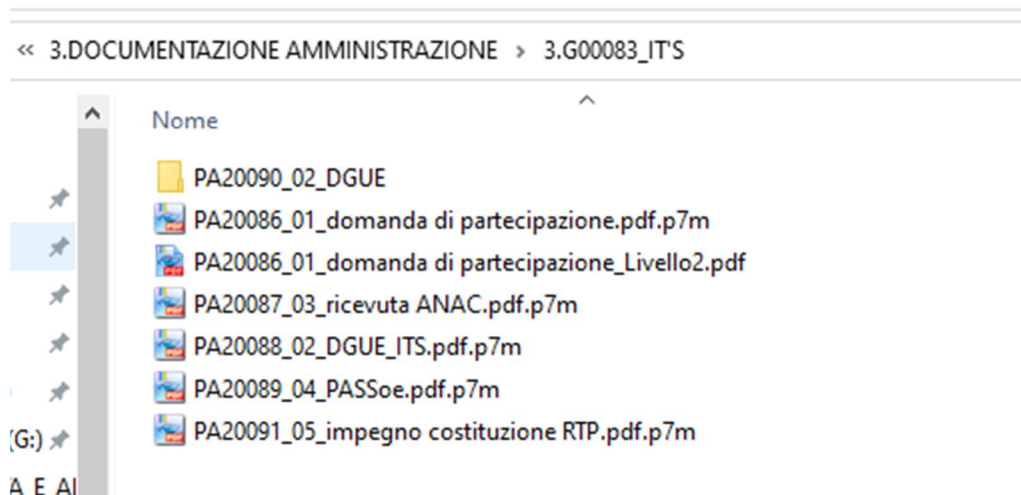 « 3.DOCUMENTAZIONE AMMINISTRAZIONE > 3.G00083_IT'S
Nome
PA20090_02_DGUE
PA20086_01_domanda di partecipazione.pdf.p7m
PA20086_01_domanda di partecipazione_Livello2.pdf
PA20087_03_ricevuta ANAC.pdf.p7m
PA20088_02_DGUE_ITS.pdf.p7m
PA20089_04_PASSoe.pdf.p7m
PA20091_05_impegno costituzione RTP.pdf.p7m
(G:)